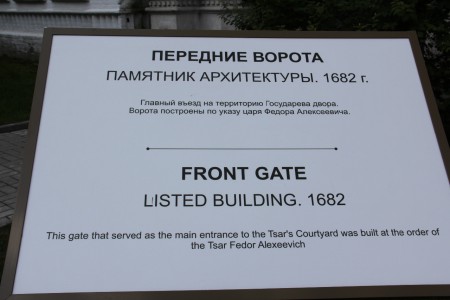 ПЕРЕДНИЕ ВОРОТА
ПАМЯТНИК АРХИТЕКТУРЫ. 1682 г.
Главный въезд на территорию Государева двора.
Ворота построены по указу царя Федора Алексеевича.
FRONT GATE
LISTED BUILDING. 1682
This gate that served as the main entrance to the Tsar's Courtyard was built at the order of
the Tsar Fedor Alexeevich